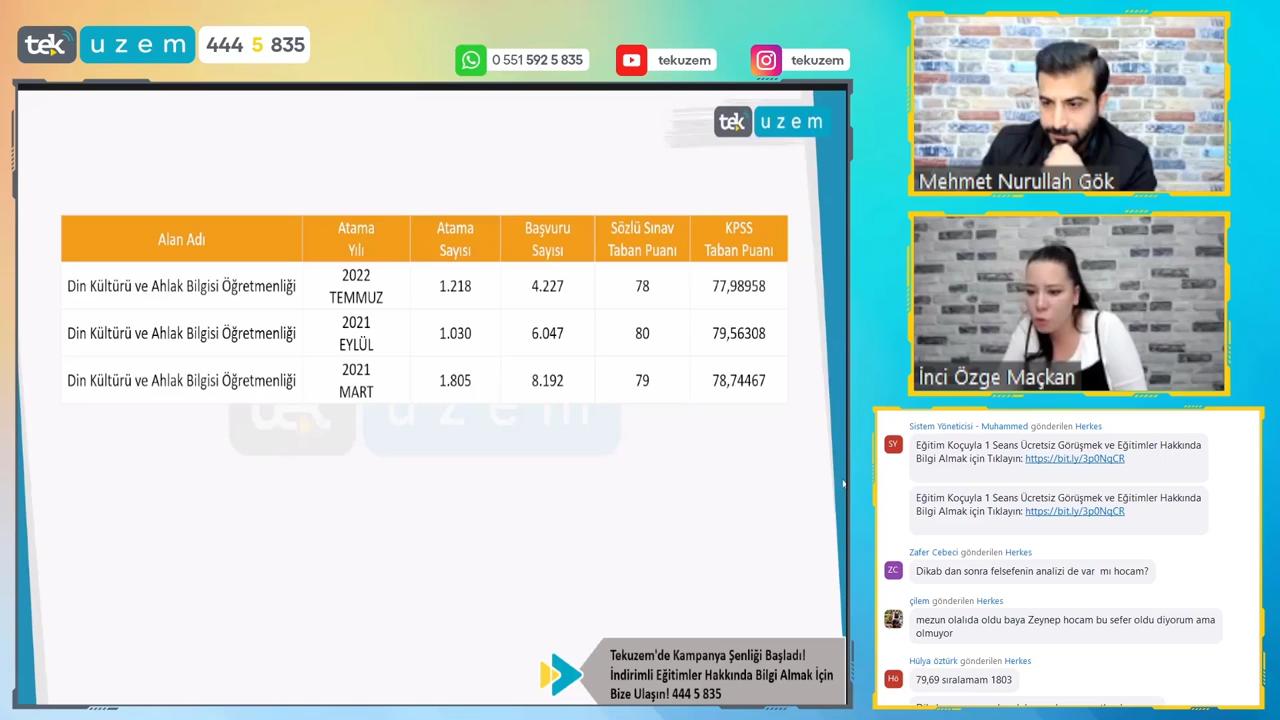 tek uzem 444 5 835
0 551 592 5 835
tekuzem
tekuzem
tek uzem
Alan Adı | Atama Yılı | Atama Sayısı | Başvuru Sayısı | Sözlü Sınav Taban Puanı | KPSS Taban Puanı
Din Kültürü ve Ahlak Bilgisi Öğretmenliği | 2022 TEMMUZ | 1.218 | 4.227 | 78 | 77,98958
Din Kültürü ve Ahlak Bilgisi Öğretmenliği | 2021 EYLÜL | 1.030 | 6.047 | 80 | 79,56308
Din Kültürü ve Ahlak Bilgisi Öğretmenliği | 2021 MART | 1.805 | 8.192 | 79 | 78,74467
tek uzem
Tekuzem'de Kampanya Şenliği Başladı!
İndirimli Eğitimler Hakkında Bilgi Almak İçin
Bize Ulaşın! 444 5 835
Mehmet Nurullah Gök
İnci Özge Maçkan
Sistem Yöneticisi - Muhammed gönderilen Herkes
SY
Eğitim Koçuyla 1 Seans Ücretsiz Görüşmek ve Eğitimler Hakkında
Bilgi Almak için Tıklayın: https://bit.ly/3p0NqCR
Eğitim Koçuyla 1 Seans Ücretsiz Görüşmek ve Eğitimler Hakkında
Bilgi Almak için Tıklayın: https://bit.ly/3p0NqCR
Zafer Cebeci gönderilen Herkes
ZC
Dikab dan sonra felsefenin analizi de var mı hocam?
çilem gönderilen Herkes
mezun olalıda oldu baya Zeynep hocam bu sefer oldu diyorum ama
olmuyor
Hülya öztürk gönderilen Herkes
Hö
79,69 sıralamam 1803